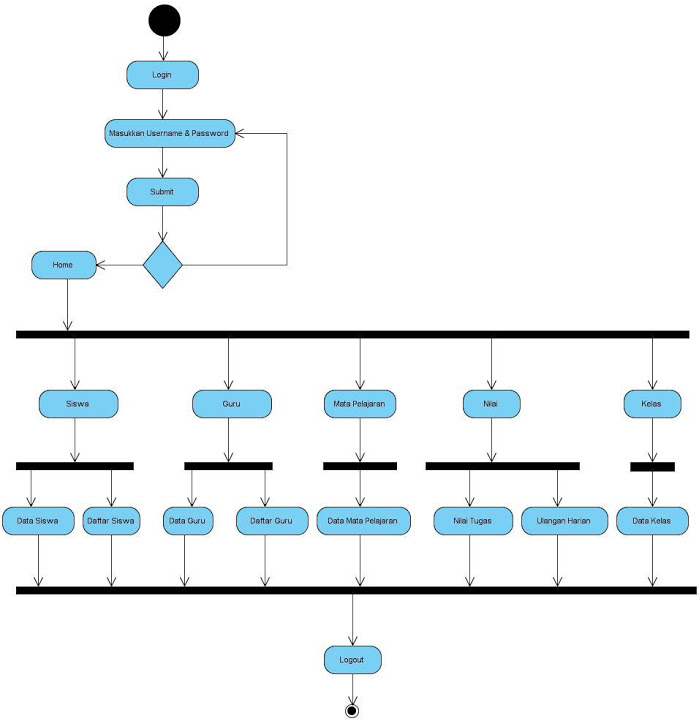 Login
Masukkan Username & Password
Submit
Home
Siswa
Guru
Mata Pelajaran
Nilai
Kelas
Data Siswa
Daftar Siswa
Data Guru
Daftar Guru
Data Mata Pelajaran
Nilai Tugas
Ulangan Harian
Data Kelas
Logout